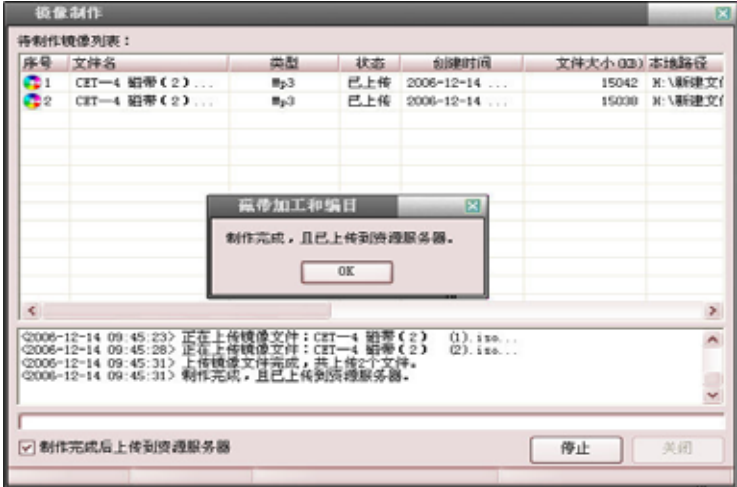 镜像制作
待制作镜像列表：
序号 文件名 类型 状态 创建时间 文件大小(KB) 本地路径
1 CET—4 磁带(2)... Mp3 已上传 2006-12-14 ... 15042 H:\新建文
2 CET—4 磁带(2)... Mp3 已上传 2006-12-14 ... 15038 H:\新建文
磁带加工和编目
制作完成，且已上传到资源服务器。
OK
<2006-12-14 09:45:23> 正在上传镜像文件：CET—4 磁带(2) (1).iso...
<2006-12-14 09:45:28> 正在上传镜像文件：CET—4 磁带(2) (2).iso...
<2006-12-14 09:45:31> 上传镜像文件完成，共上传2个文件。
<2006-12-14 09:45:31> 制作完成，且已上传到资源服务器。
制作完成后上传到资源服务器 停止 关闭